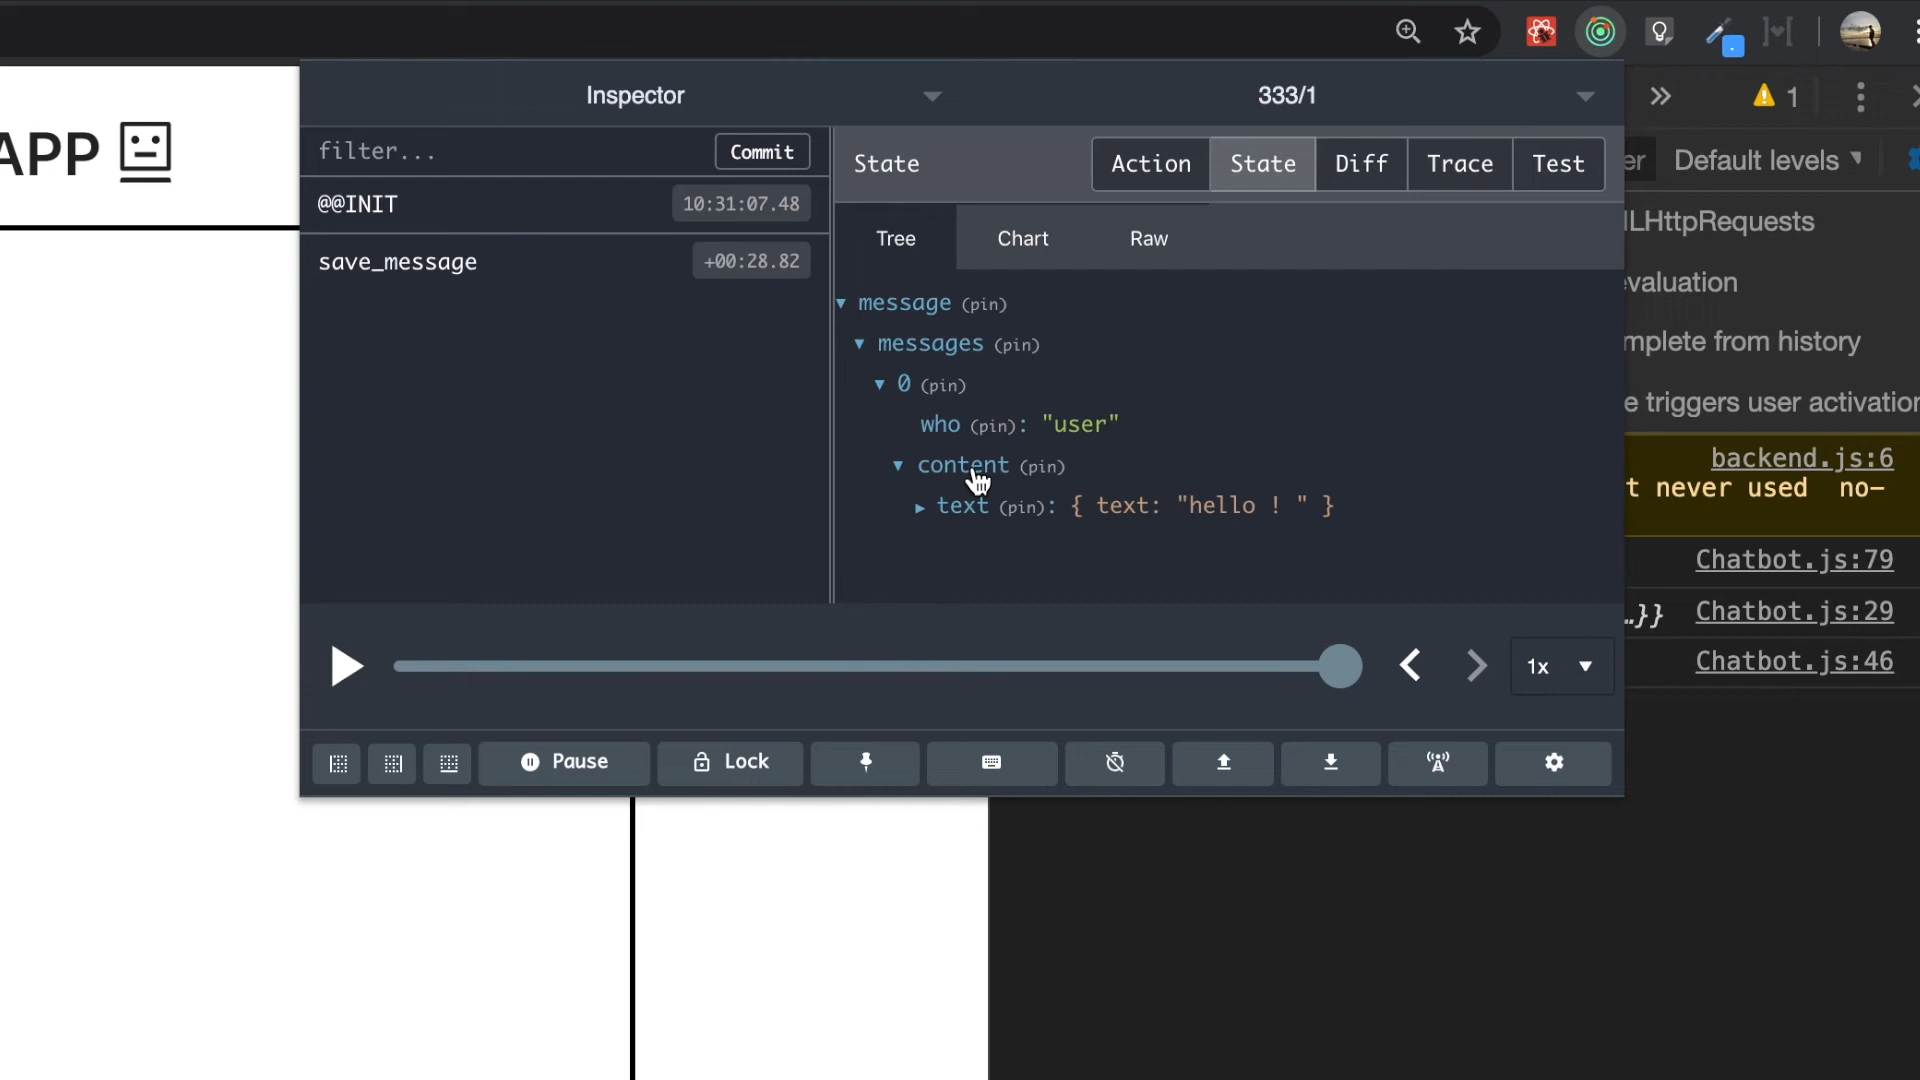 APP
Inspector
333/1
1
filter...
Commit
State
Action
State
Diff
Trace
Test
er
Default levels
@@INIT
10:31:07.48
Tree
Chart
Raw
LHttpRequests
save_message
+00:28.82
valuation
message (pin)
messages (pin)
mplete from history
0 (pin)
e triggers user activation
who (pin): "user"
content (pin)
backend.js:6
t never used no-
text (pin): { text: "hello ! " }
Chatbot.js:79
…}}
Chatbot.js:29
1x
Chatbot.js:46
Pause
Lock